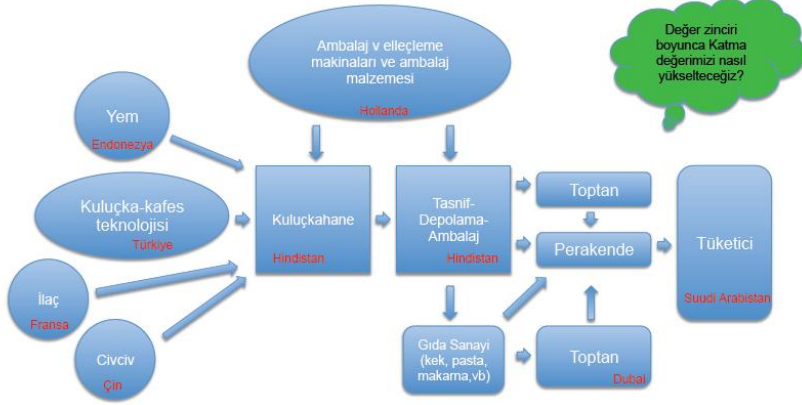 Ambalaj v elleçleme
makinaları ve ambalaj
malzemesi
Hollanda
Değer zinciri
boyunca Katma
değerimizi nasıl
yükselteceğiz?
Yem
Endonezya
Kuluçka-kafes
teknolojisi
Türkiye
İlaç
Fransa
Civciv
Çin
Kuluçkahane
Hindistan
Tasnif-
Depolama-
Ambalaj
Hindistan
Toptan
Perakende
Tüketici
Suudi Arabistan
Gıda Sanayi
(kek, pasta,
makarna,vb)
Toptan
Dubai